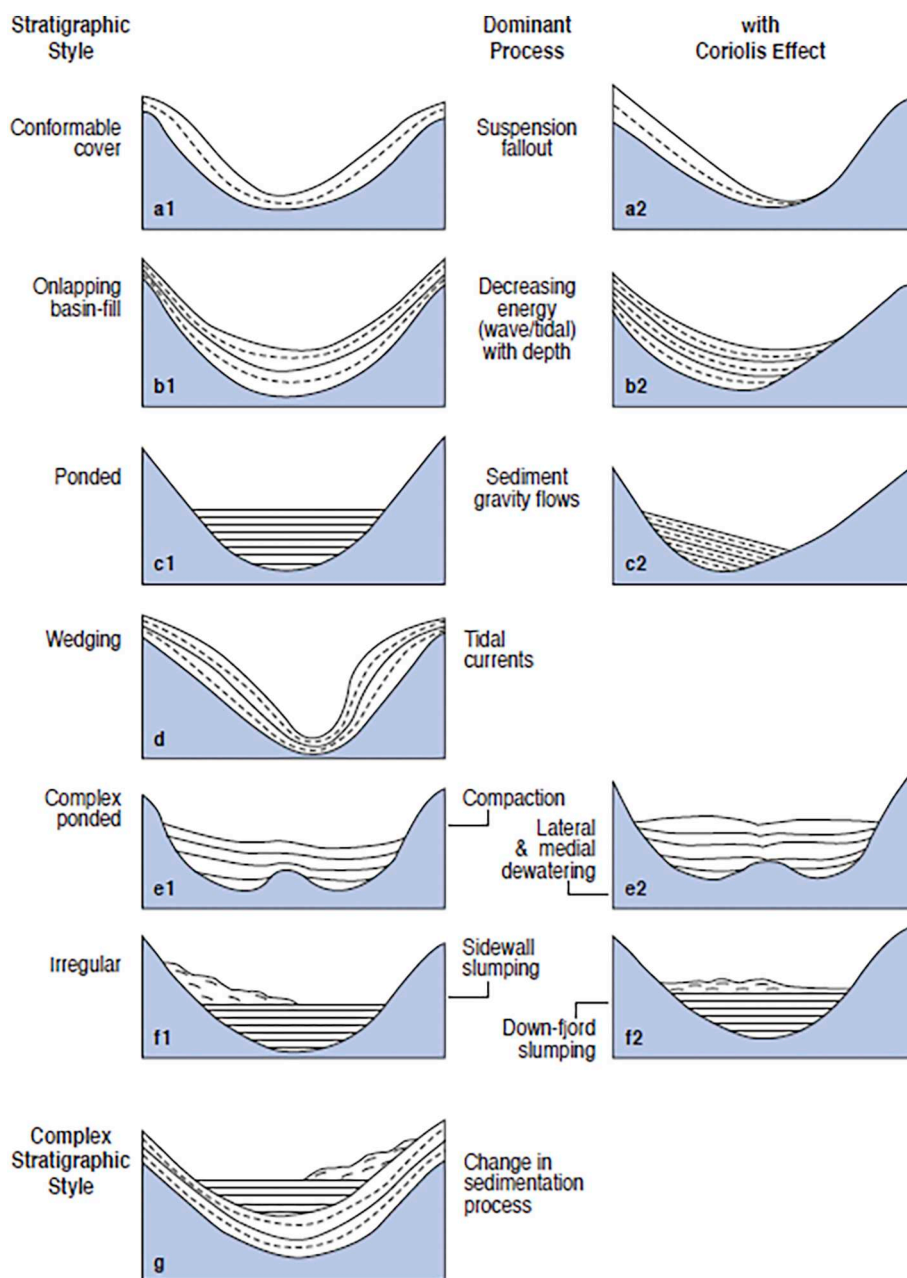 Stratigraphic
Style
Dominant
Process
with
Coriolis Effect
Conformable
cover
a1
Suspension
fallout
a2
Onlapping
basin-fill
b1
Decreasing
energy
(wave/tidal)
with depth
b2
Ponded
c1
Sediment
gravity flows
c2
Wedging
d
Tidal
currents
Complex
ponded
e1
Compaction
Lateral
& medial
dewatering
e2
Irregular
f1
Sidewall
slumping
Down-fjord
slumping
f2
Complex
Stratigraphic
Style
g
Change in
sedimentation
process